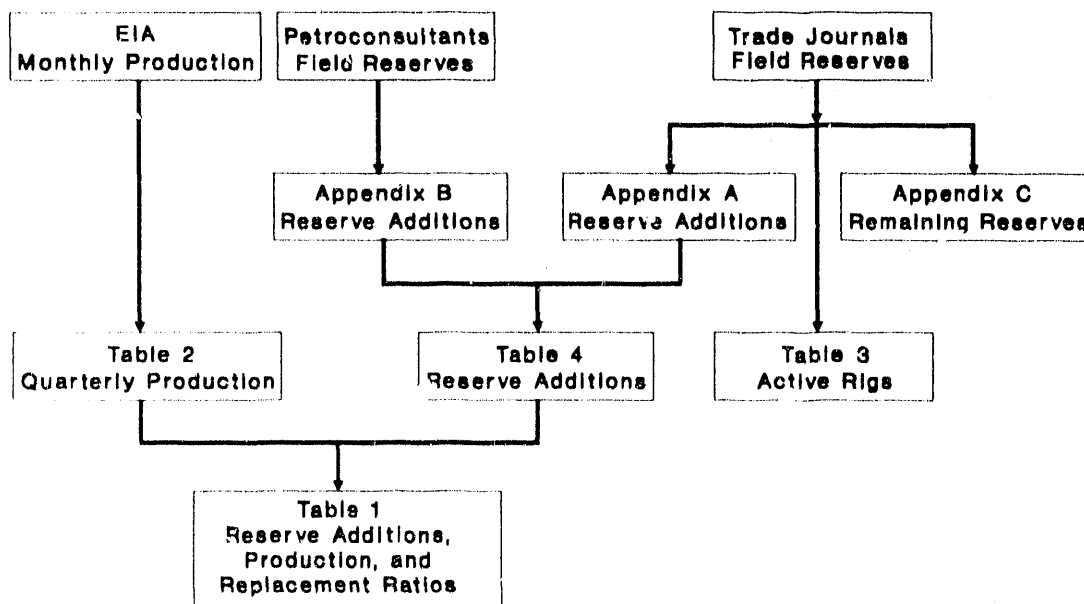 EIA
Monthly Production
Petroconsultants
Field Reserves
Trade Journals
Field Reserves
Appendix B
Reserve Additions
Appendix A
Reserve Additions
Appendix C
Remaining Reserves
Table 2
Quarterly Production
Table 4
Reserve Additions
Table 3
Active Rigs
Table 1
Reserve Additions,
Production, and
Replacement Ratios